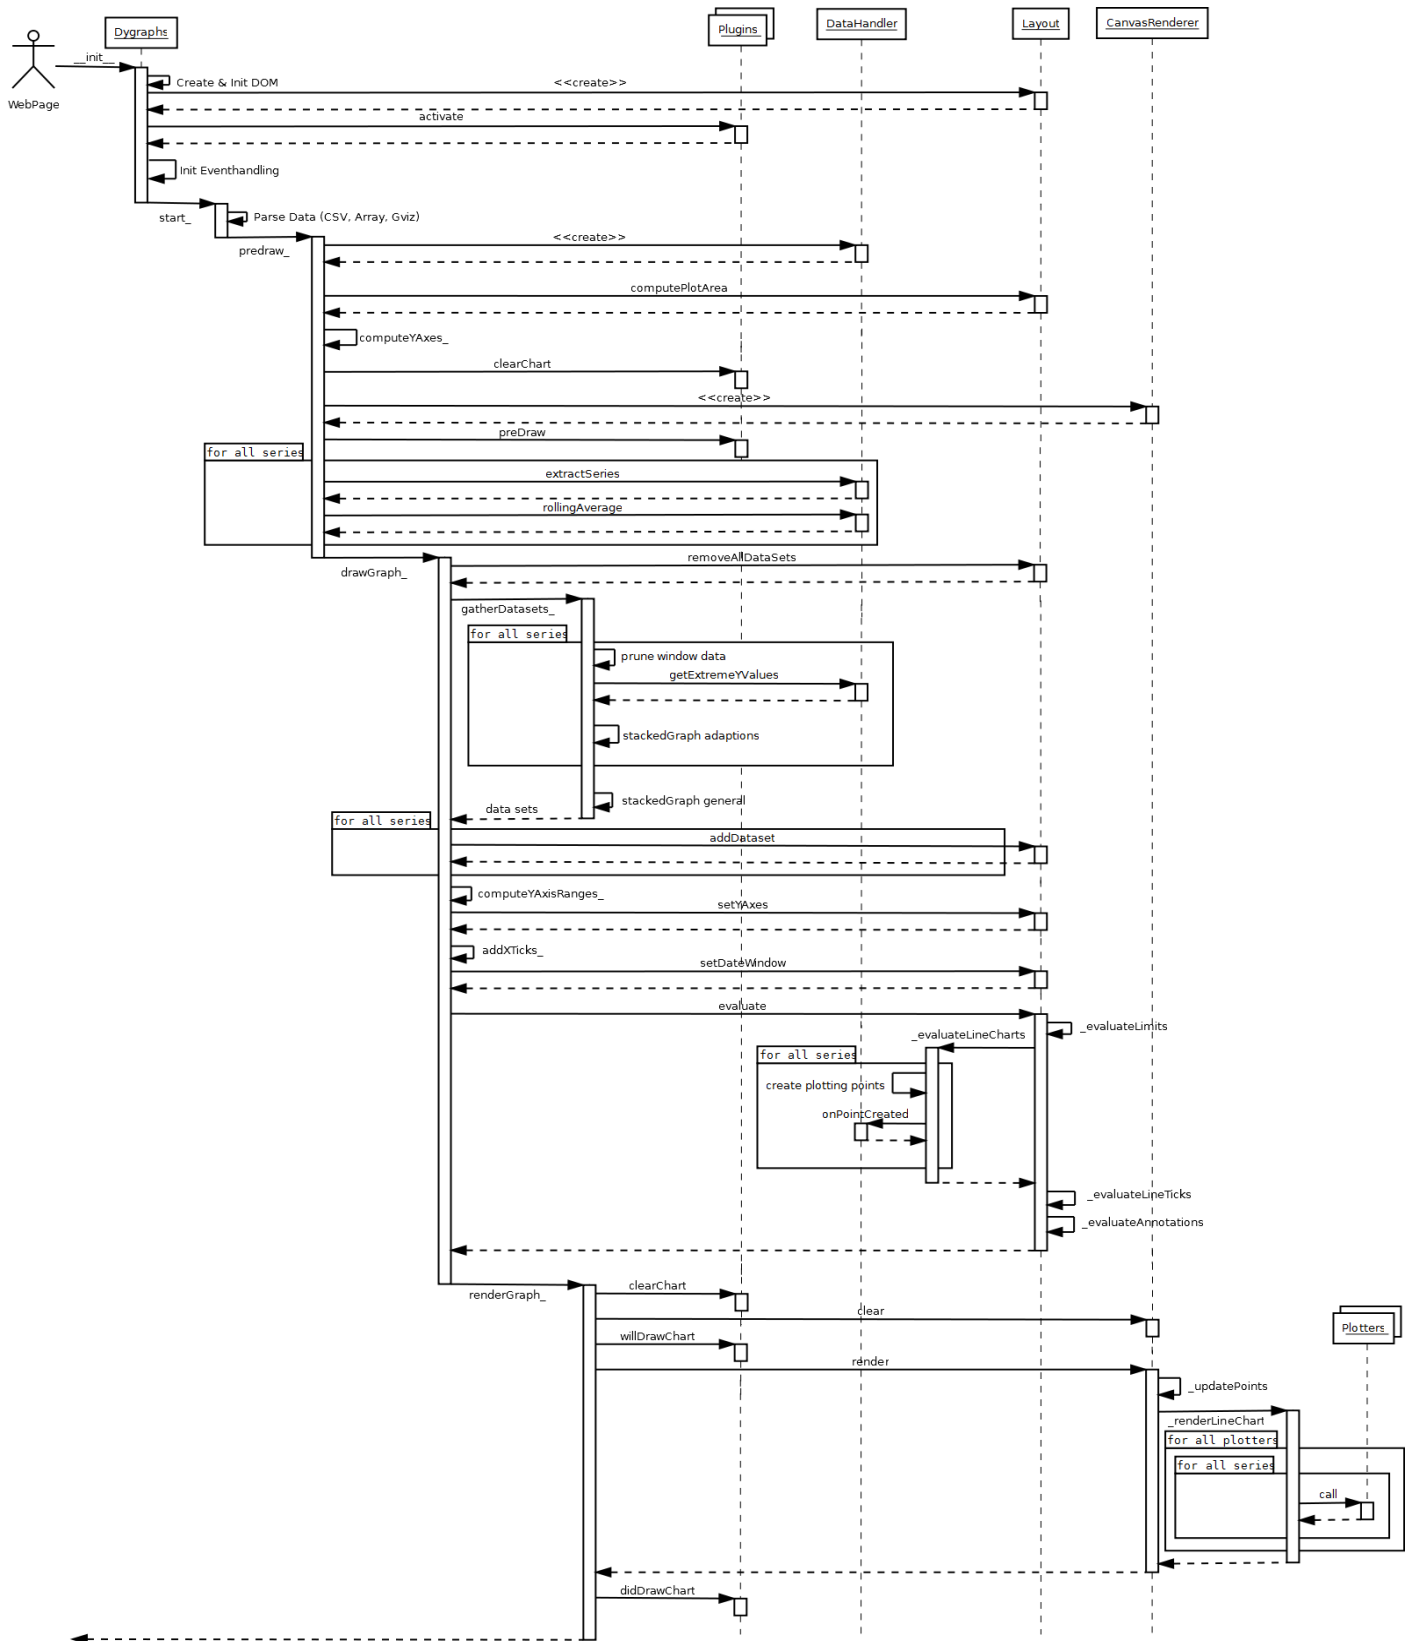 Dygraphs
Plugins
DataHandler
Layout
CanvasRenderer
WebPage
__init__
Create & Init DOM
<<create>>
activate
Init Eventhandling
start_
Parse Data (CSV, Array, Gviz)
predraw_
<<create>>
computePlotArea
computeYAxes_
clearChart
<<create>>
preDraw
for all series
extractSeries
rollingAverage
drawGraph_
removeAllDataSets
gatherDatasets_
for all series
prune window data
getExtremeYValues
stackedGraph adaptions
stackedGraph general
data sets
for all series
addDataset
computeYAxisRanges_
setYAxes
addXTicks_
setDateWindow
evaluate
_evaluateLimits
_evaluateLineCharts
for all series
create plotting points
onPointCreated
_evaluateLineTicks
_evaluateAnnotations
renderGraph_
clearChart
clear
willDrawChart
Plotters
render
_updatePoints
_renderLineChart
for all plotters
for all series
call
didDrawChart